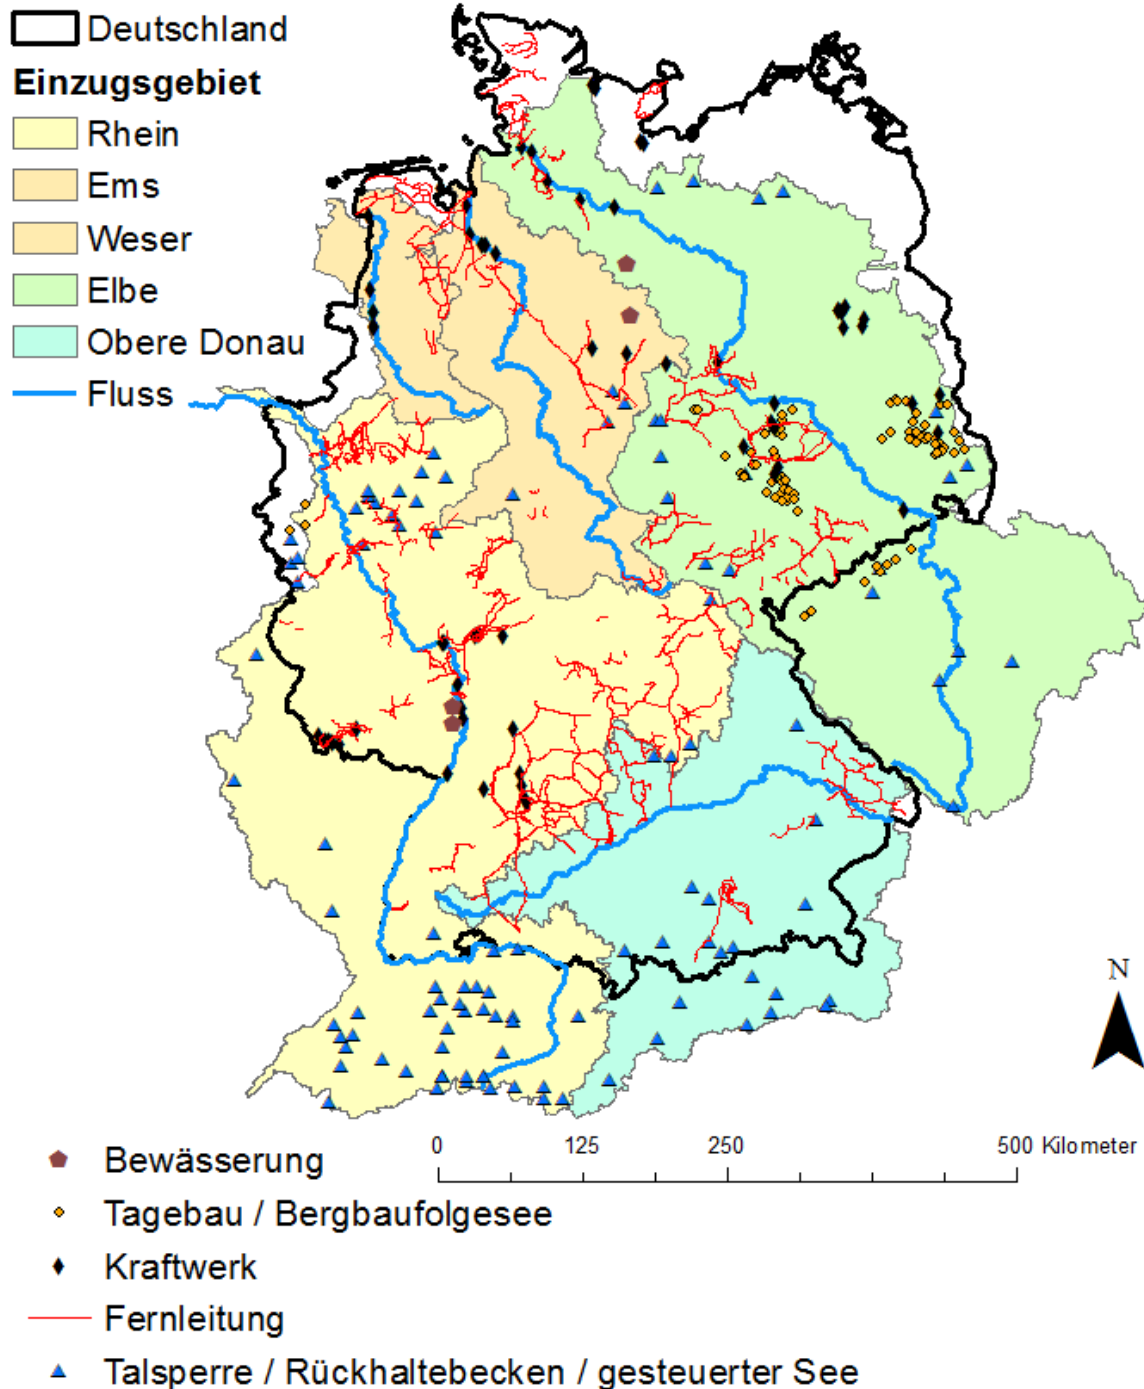 Deutschland
Einzugsgebiet
Rhein
Ems
Weser
Elbe
Obere Donau
Fluss
N
0 125 250 500 Kilometer
Bewässerung
Tagebau / Bergbaufolgesee
Kraftwerk
Fernleitung
Talsperre / Rückhaltebecken / gesteuerter See